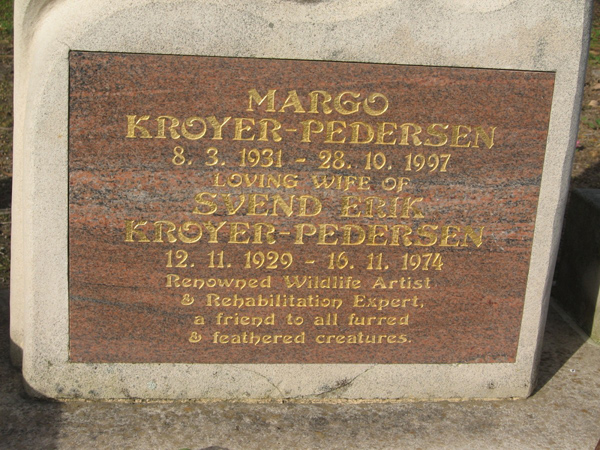 MARGO
KROYER-PEDERSEN
8. 3. 1931 - 28. 10. 1997
LOVING WIFE OF
SVEND ERIK
KROYER-PEDERSEN
12. 11. 1929 - 16. 11. 1974
Renowned Wildlife Artist
& Rehabilitation Expert,
a friend to all furred
& feathered creatures.